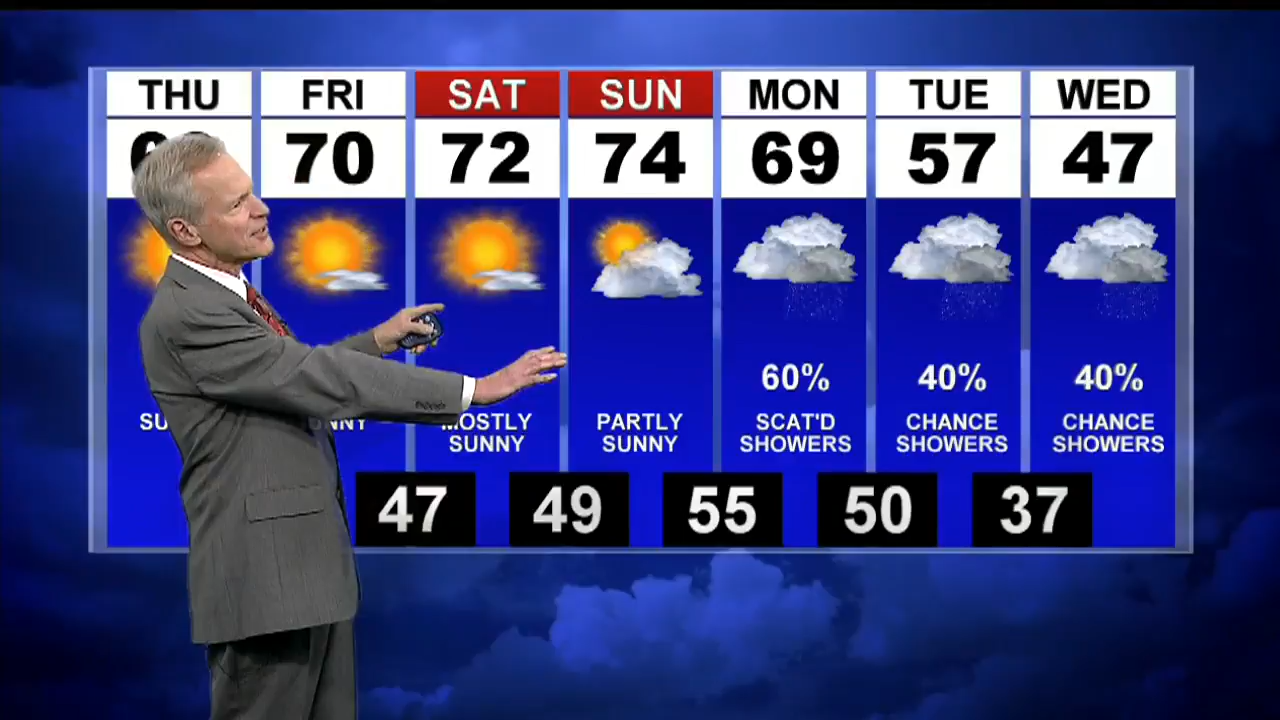 THU FRI SAT SUN MON TUE WED
70 72 74 69 57 47
60% 40% 40%
MOSTLY PARTLY SCAT'D CHANCE CHANCE
SUNNY SUNNY SHOWERS SHOWERS SHOWERS
47 49 55 50 37